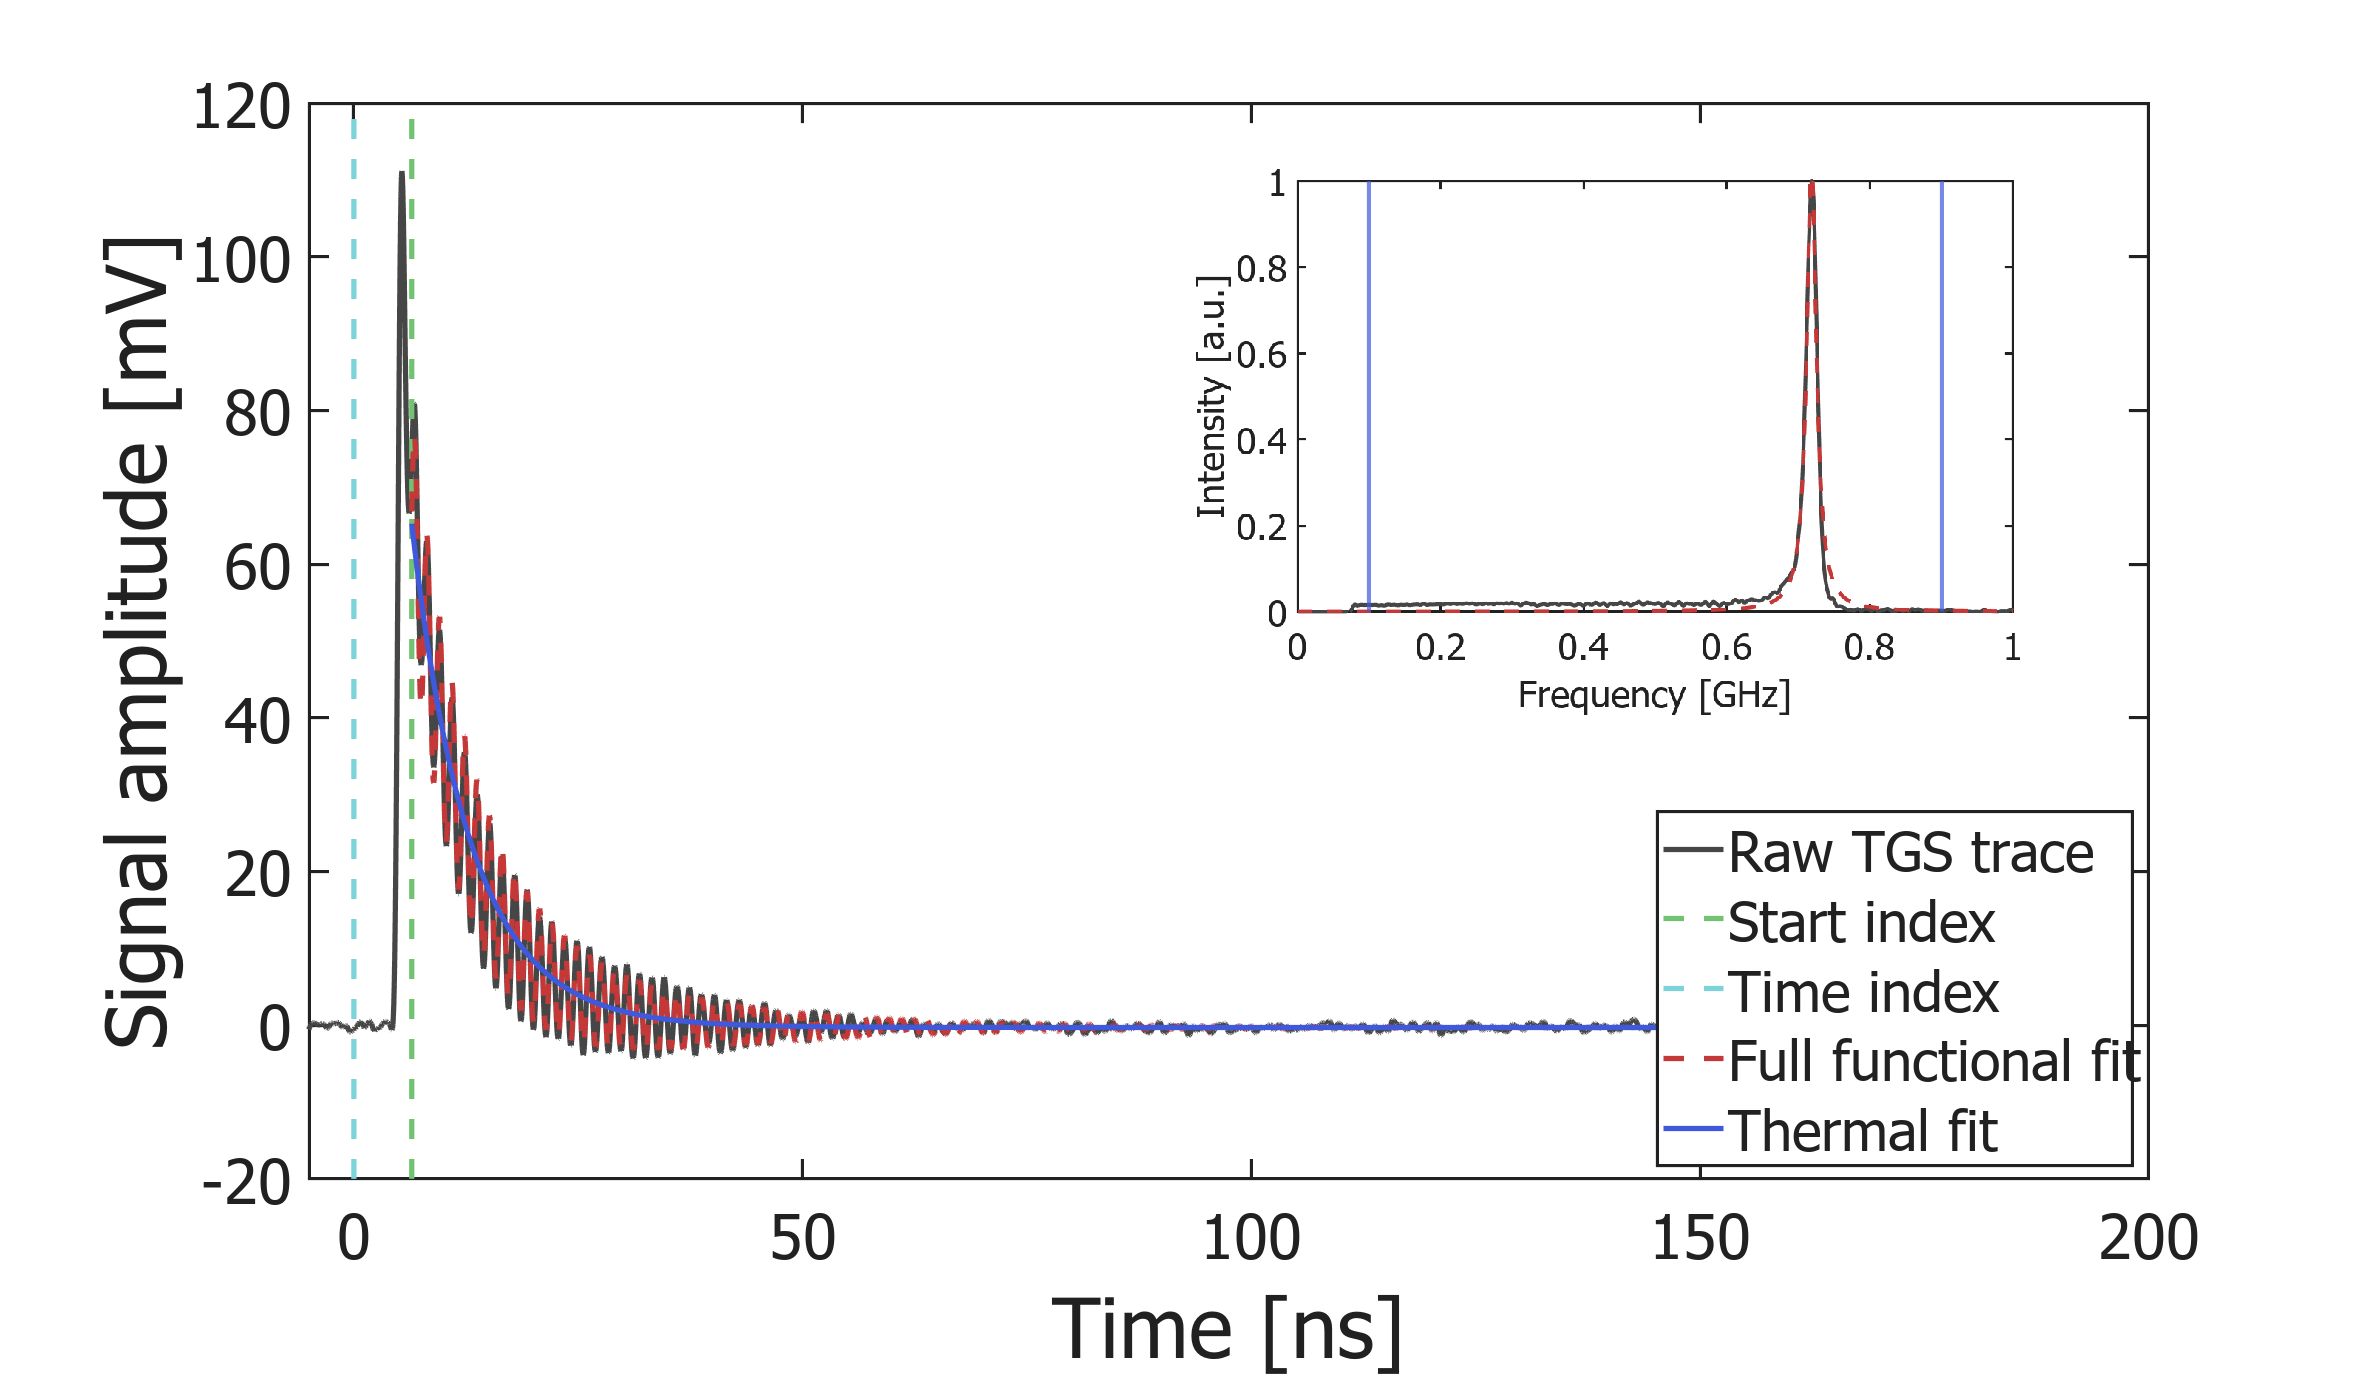 120
100
80
60
40
20
0
-20
Signal amplitude [mV]
0
50
100
150
200
Time [ns]
1
0.8
0.6
0.4
0.2
0
Intensity [a.u.]
0
0.2
0.4
0.6
0.8
1
Frequency [GHz]
Raw TGS trace
Start index
Time index
Full functional fit
Thermal fit